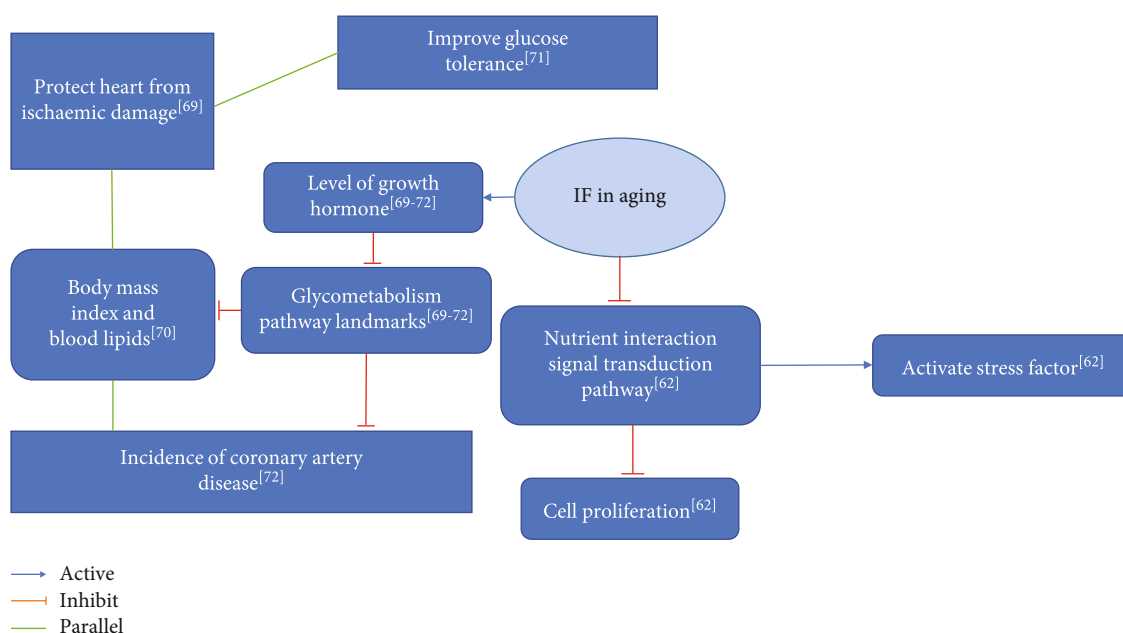 Improve glucose
tolerance[71]
Protect heart from
ischaemic damage[69]
Level of growth
hormone[69-72]
IF in aging
Body mass
index and
blood lipids[70]
Glycometabolism
pathway landmarks[69-72]
Nutrient interaction
signal transduction
pathway[62]
Activate stress factor[62]
Incidence of coronary artery
disease[72]
Cell proliferation[62]
Active
Inhibit
Parallel